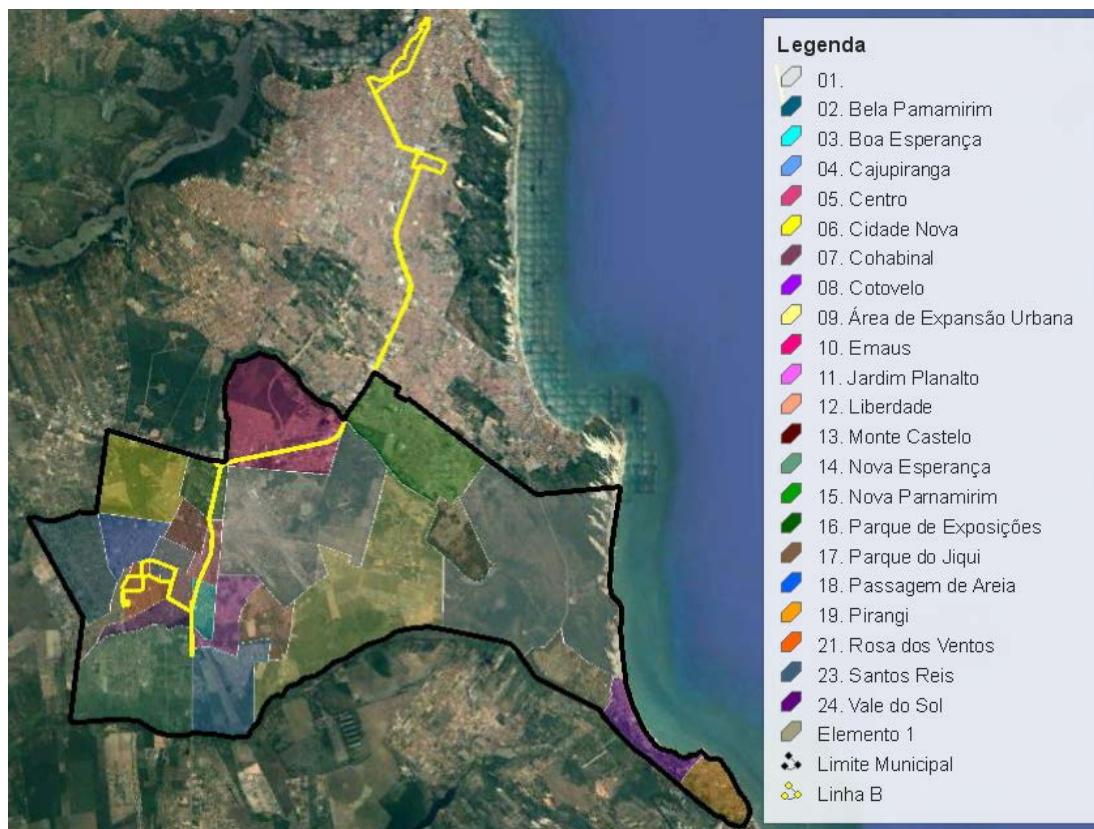 Legenda
01.
02. Bela Parnamirim
03. Boa Esperança
04. Cajupiranga
05. Centro
06. Cidade Nova
07. Cohabinal
08. Cotovelo
09. Área de Expansão Urbana
10. Emaus
11. Jardim Planalto
12. Liberdade
13. Monte Castelo
14. Nova Esperança
15. Nova Parnamirim
16. Parque de Exposições
17. Parque do Jiqui
18. Passagem de Areia
19. Pirangi
21. Rosa dos Ventos
23. Santos Reis
24. Vale do Sol
Elemento 1
Limite Municipal
Linha B